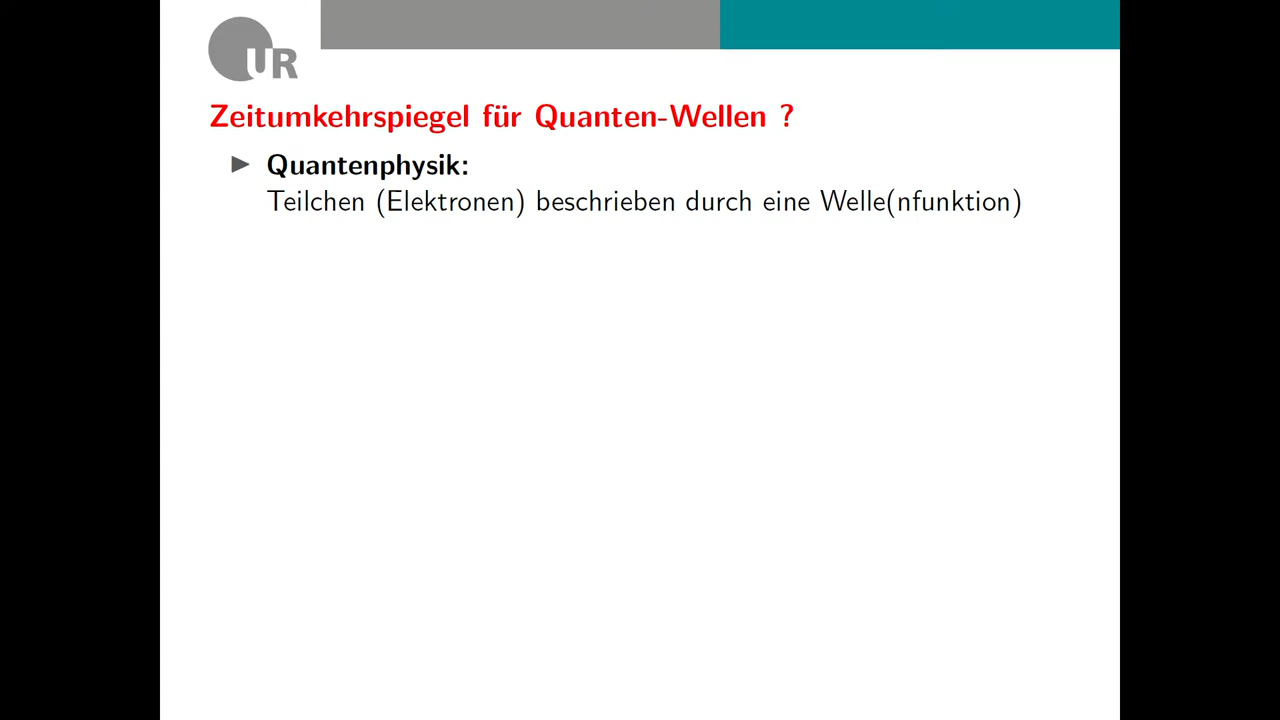 UR
Zeitumkehrspiegel für Quanten-Wellen ?
Quantenphysik:
Teilchen (Elektronen) beschrieben durch eine Welle(nfunktion)